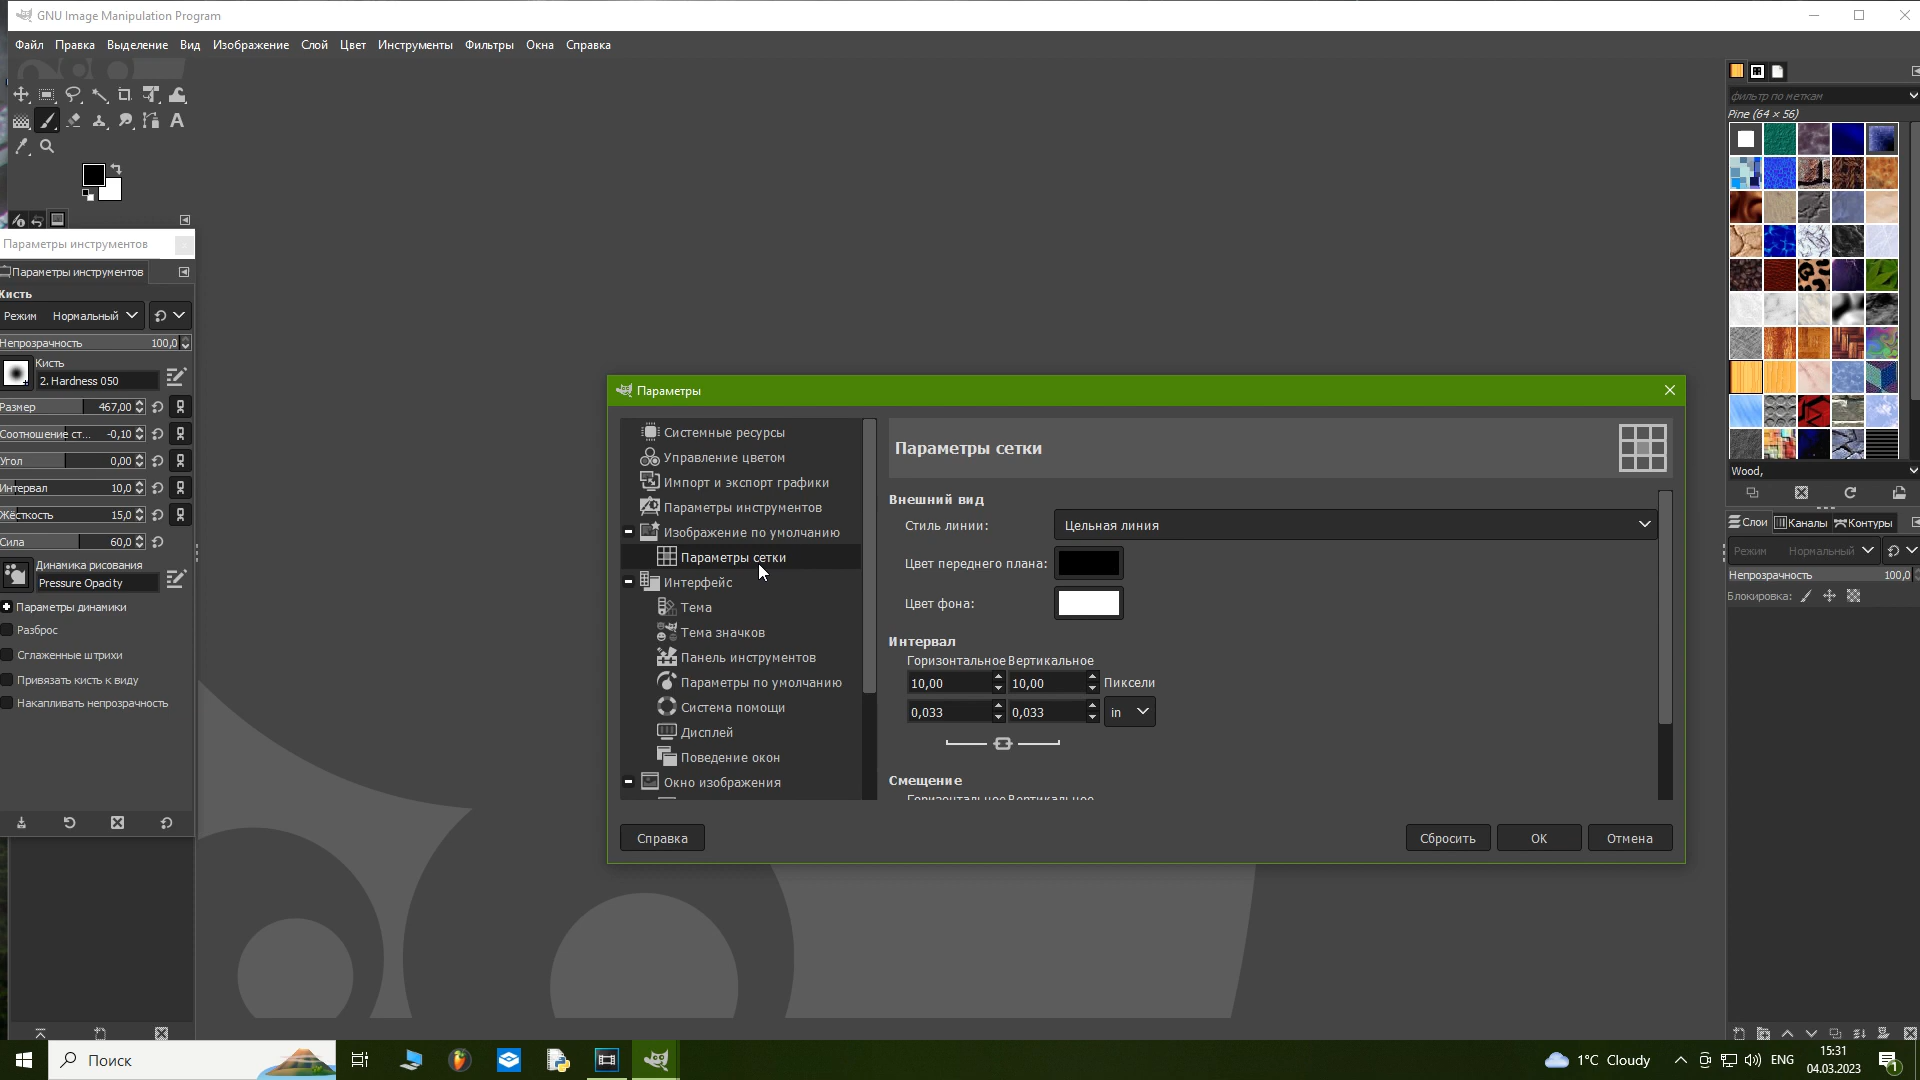 GNU Image Manipulation Program
Файл Правка Выделение Вид Изображение Слой Цвет Инструменты Фильтры Окна Справка
Параметры инструментов
Параметры инструментов
Кисть
Режим Нормальный
Непрозрачность 100,0
Кисть
2. Hardness 050
Размер 467,00
Соотношение ст... -0,10
Угол 0,00
Интервал 10,0
Жёсткость 15,0
Сила 60,0
Динамика рисования
Pressure Opacity
Параметры динамики
Разброс
Сглаженные штрихи
Привязать кисть к виду
Накапливать непрозрачность
Параметры
Системные ресурсы
Управление цветом
Импорт и экспорт графики
Параметры инструментов
Изображение по умолчанию
Параметры сетки
Интерфейс
Тема
Тема значков
Панель инструментов
Параметры по умолчанию
Система помощи
Дисплей
Поведение окон
Окно изображения
Параметры сетки
Внешний вид
Стиль линии: Цельная линия
Цвет переднего плана:
Цвет фона:
Интервал
Горизонтальное Вертикальное
10,00 10,00 Пиксели
0,033 0,033 in
Смещение
Горизонтальное Вертикальное
Справка Сбросить OK Отмена
фильтр по меткам
Pine (64 × 56)
Wood,
Слои Каналы Контуры
Режим Нормальный
Непрозрачность 100,0
Блокировка:
Поиск
1°C Cloudy
ENG
15:31
04.03.2023
1